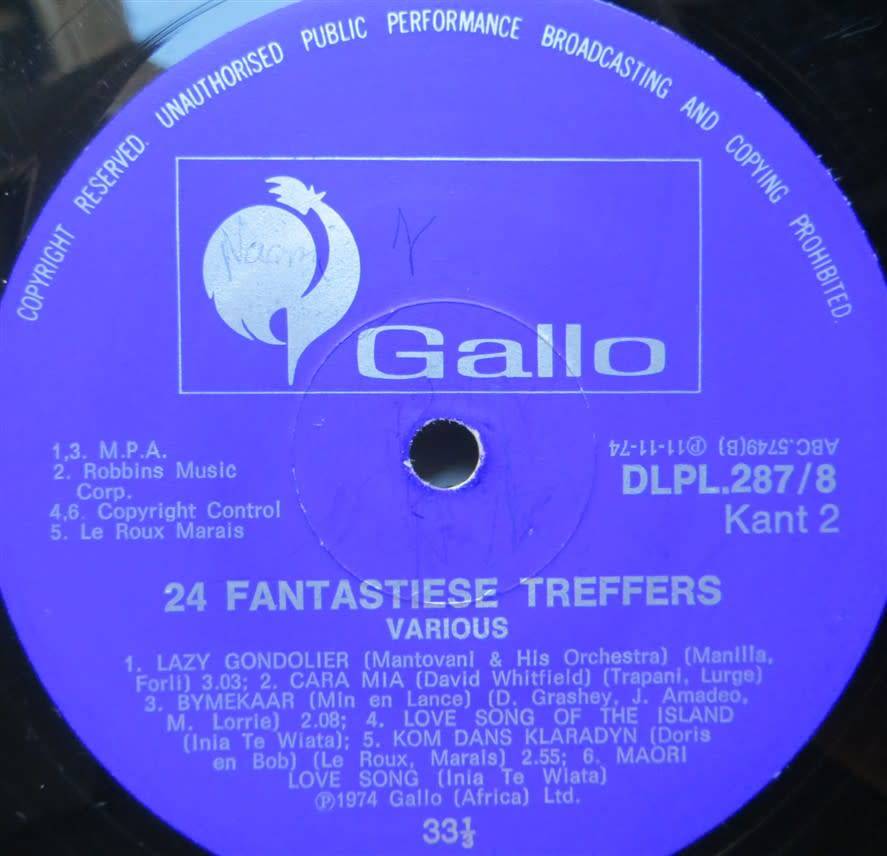 COPYRIGHT RESERVED. UNAUTHORISED PUBLIC PERFORMANCE BROADCASTING AND COPYING PROHIBITED.
Gallo
1,3. M.P.A.
2. Robbins Music
Corp.
4,6. Copyright Control
5. Le Roux Marais
ABC.5749(B) Ⓟ11-11-74
DLPL.287/8
Kant 2
24 FANTASTIESE TREFFERS
VARIOUS
1. LAZY GONDOLIER (Mantovani & His Orchestra) (Manilla,
Forli) 3.03; 2. CARA MIA (David Whitfield) (Trapani, Lurge)
3. BYMEKAAR (Min en Lance) (D. Grashey, J. Amadeo,
M. Lorrie) 2.08; 4. LOVE SONG OF THE ISLAND
(Inia Te Wiata); 5. KOM DANS KLARADYN (Doris
en Bob) (Le Roux, Marais) 2.55; 6. MAORI
LOVE SONG (Inia Te Wiata)
Ⓟ1974 Gallo (Africa) Ltd.
33⅓